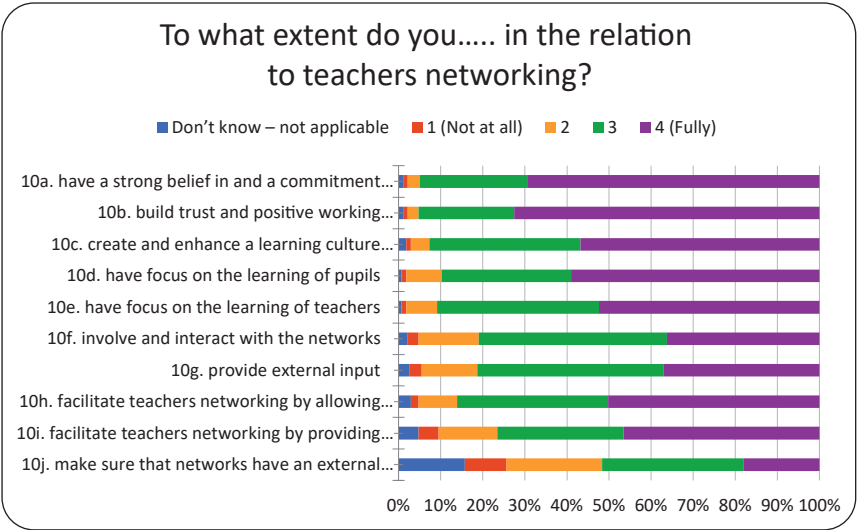 To what extent do you..... in the relation
to teachers networking?
Don't know – not applicable 1 (Not at all) 2 3 4 (Fully)
10a. have a strong belief in and a commitment...
10b. build trust and positive working...
10c. create and enhance a learning culture...
10d. have focus on the learning of pupils
10e. have focus on the learning of teachers
10f. involve and interact with the networks
10g. provide external input
10h. facilitate teachers networking by allowing...
10i. facilitate teachers networking by providing...
10j. make sure that networks have an external...
0% 10% 20% 30% 40% 50% 60% 70% 80% 90% 100%